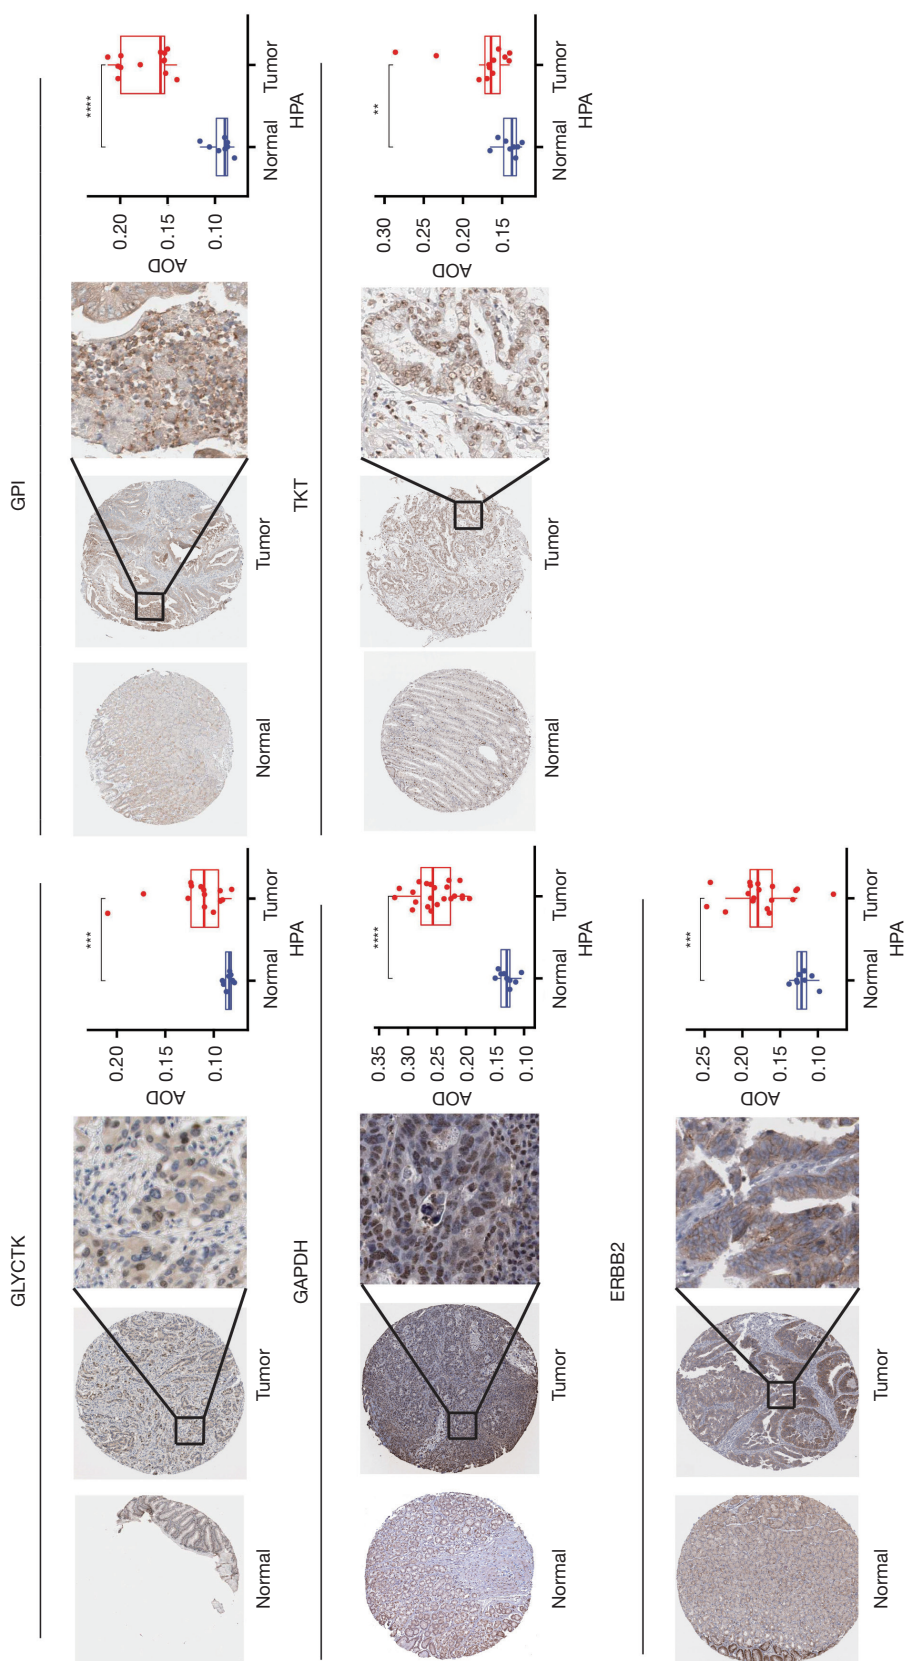 GLYCTK
Normal
Tumor
AOD
0.20
0.10
***
Normal
Tumor
HPA
GPI
Normal
Tumor
AOD
0.20
0.15
0.10
****
Normal
Tumor
HPA
GAPDH
Normal
Tumor
AOD
0.35
0.30
0.25
0.20
0.15
0.10
****
Normal
Tumor
HPA
TKT
Normal
Tumor
AOD
0.30
0.25
0.20
0.15
**
Normal
Tumor
HPA
ERBB2
Normal
Tumor
AOD
0.25
0.20
0.15
0.10
***
Normal
Tumor
HPA